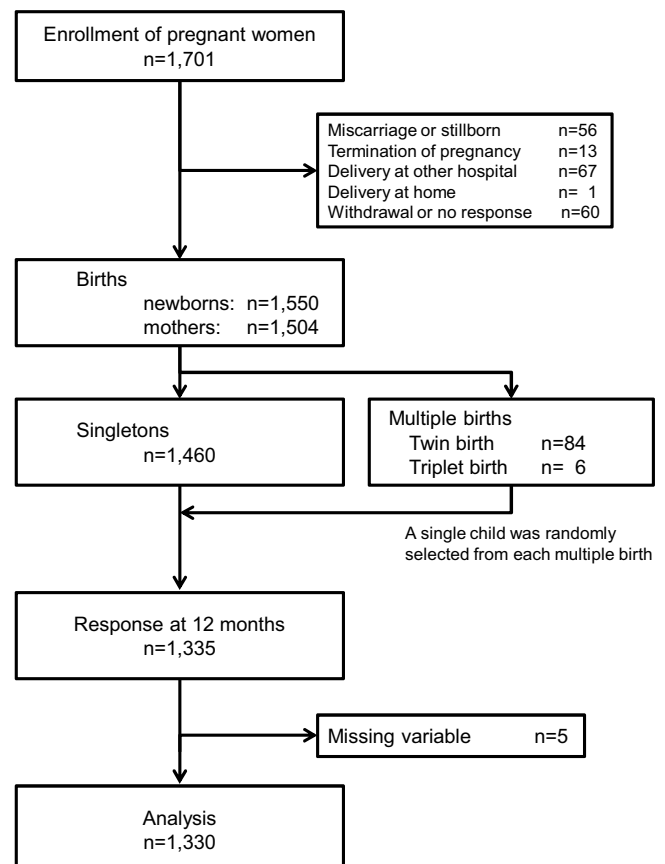 Enrollment of pregnant women
n=1,701
Miscarriage or stillborn n=56
Termination of pregnancy n=13
Delivery at other hospital n=67
Delivery at home n= 1
Withdrawal or no response n=60
Births
newborns: n=1,550
mothers: n=1,504
Singletons
n=1,460
Multiple births
Twin birth n=84
Triplet birth n= 6
A single child was randomly
selected from each multiple birth
Response at 12 months
n=1,335
Missing variable n=5
Analysis
n=1,330